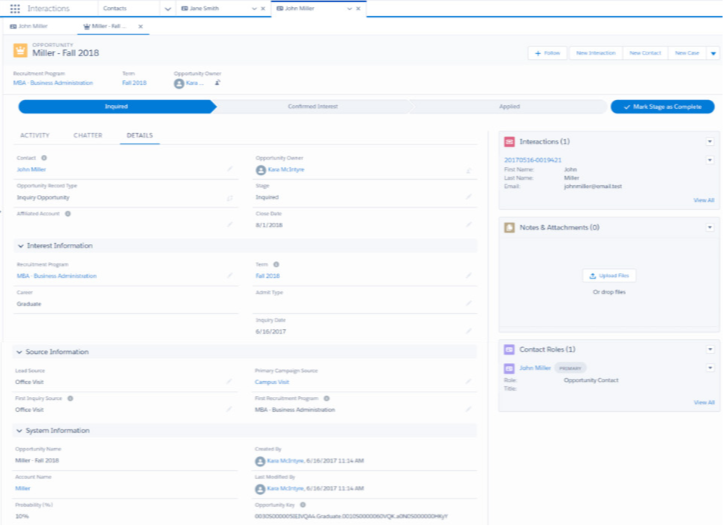 Interactions
Contacts
Jane Smith
John Miller
John Miller
Miller - Fall ...
OPPORTUNITY
Miller - Fall 2018
+ Follow
New Interaction
New Contact
New Case
Recruitment Program
Term
Opportunity Owner
MBA - Business Administration
Fall 2018
Kara ...
Inquired
Confirmed Interest
Applied
Mark Stage as Complete
ACTIVITY
CHATTER
DETAILS
Contact
John Miller
Opportunity Owner
Kara McIntyre
Opportunity Record Type
Inquiry Opportunity
Stage
Inquired
Affiliated Account
Close Date
8/1/2018
Interest Information
Recruitment Program
MBA - Business Administration
Term
Fall 2018
Career
Graduate
Admit Type
Inquiry Date
6/16/2017
Source Information
Lead Source
Office Visit
Primary Campaign Source
Campus Visit
First Inquiry Source
Office Visit
First Recruitment Program
MBA - Business Administration
System Information
Opportunity Name
Miller - Fall 2018
Created By
Kara McIntyre, 6/16/2017 11:14 AM
Account Name
Miller
Last Modified By
Kara McIntyre, 6/16/2017 11:14 AM
Probability (%)
10%
Opportunity Key
Interactions (1)
20170516-0019421
First Name:
John
Last Name:
Miller
Email:
johnmiller@email.test
View All
Notes & Attachments (0)
Upload Files
Or drop files
Contact Roles (1)
John Miller
PRIMARY
Role:
Opportunity Contact
Title:
View All